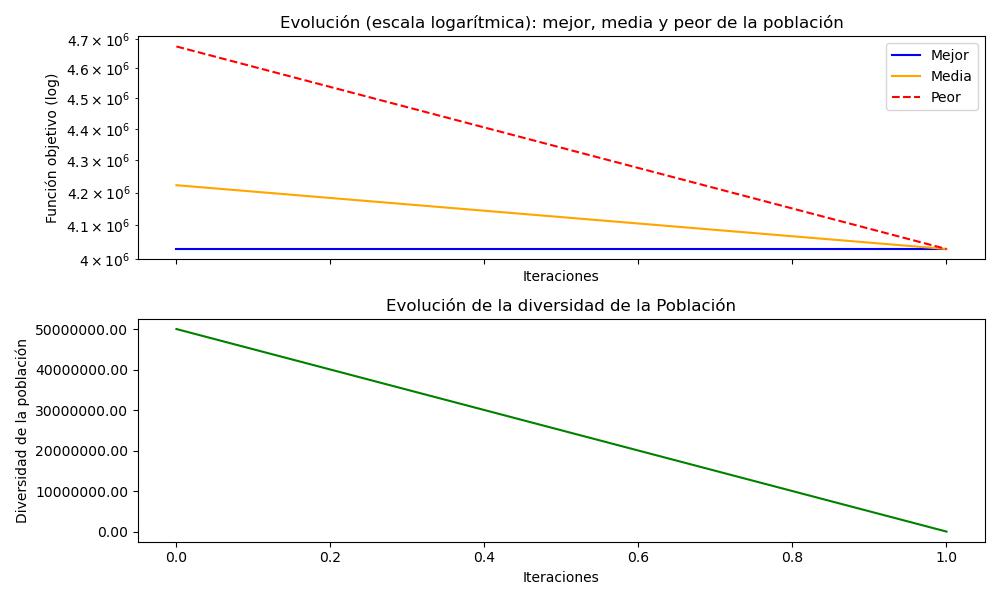 Evolución (escala logarítmica): mejor, media y peor de la población
Función objetivo (log)
4.7 × 10⁶
4.6 × 10⁶
4.5 × 10⁶
4.4 × 10⁶
4.3 × 10⁶
4.2 × 10⁶
4.1 × 10⁶
4 × 10⁶
Mejor
Media
Peor
Iteraciones
Evolución de la diversidad de la Población
Diversidad de la población
50000000.00
40000000.00
30000000.00
20000000.00
10000000.00
0.00
0.0 0.2 0.4 0.6 0.8 1.0
Iteraciones